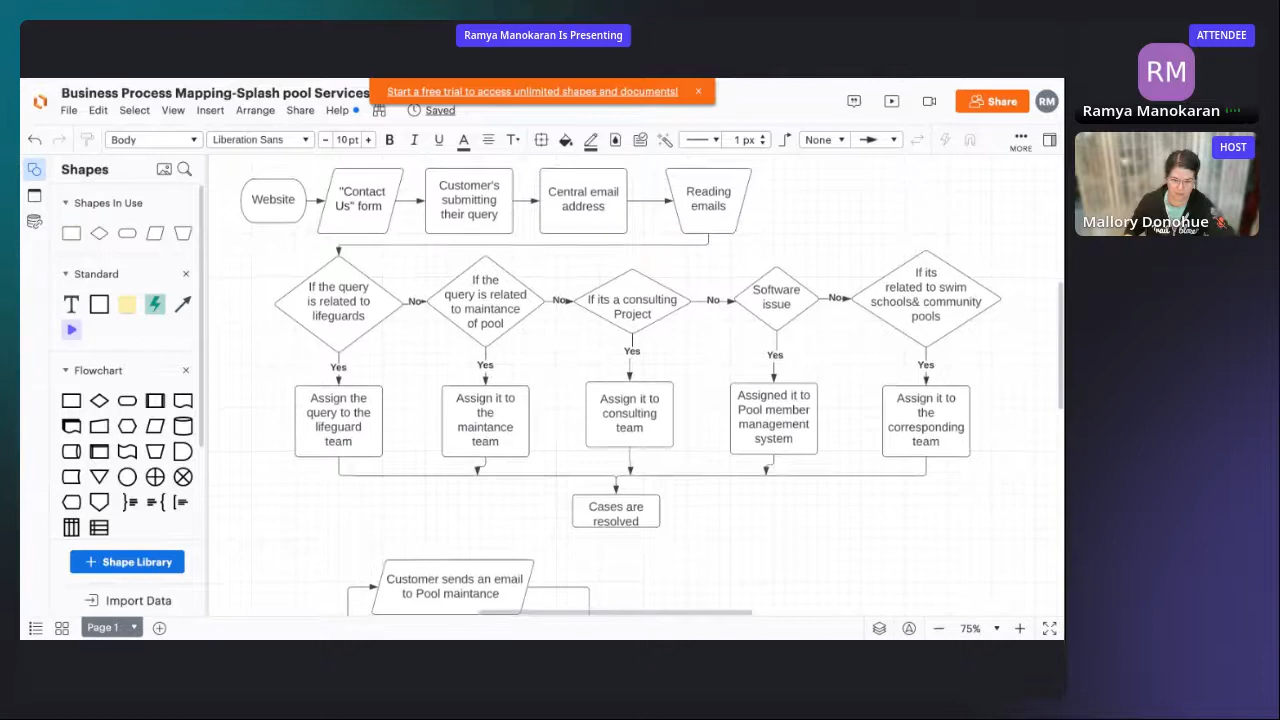 Ramya Manokaran Is Presenting
ATTENDEE
RM
Ramya Manokaran
HOST
Mallory Donohue
Business Process Mapping-Splash pool Services
Start a free trial to access unlimited shapes and documents! ×
File Edit Select View Insert Arrange Share Help Saved
Share RM
Body Liberation Sans − 10 pt + B I U A T 1 px None MORE
Shapes
Shapes In Use
Standard ×
T
Flowchart ×
+ Shape Library
Import Data
Website
"Contact
Us" form
Customer's
submitting
their query
Central email
address
Reading
emails
If the query
is related to
lifeguards
No
If the
query is related
to maintance
of pool
No
If its a consulting
Project
No
Software
issue
No
If its
related to swim
schools& community
pools
Yes
Yes
Yes
Yes
Yes
Assign the
query to the
lifeguard
team
Assign it to
the
maintance
team
Assign it to
consulting
team
Assigned it to
Pool member
management
system
Assign it to
the
corresponding
team
Cases are
resolved
Customer sends an email
to Pool maintance
Page 1
75%